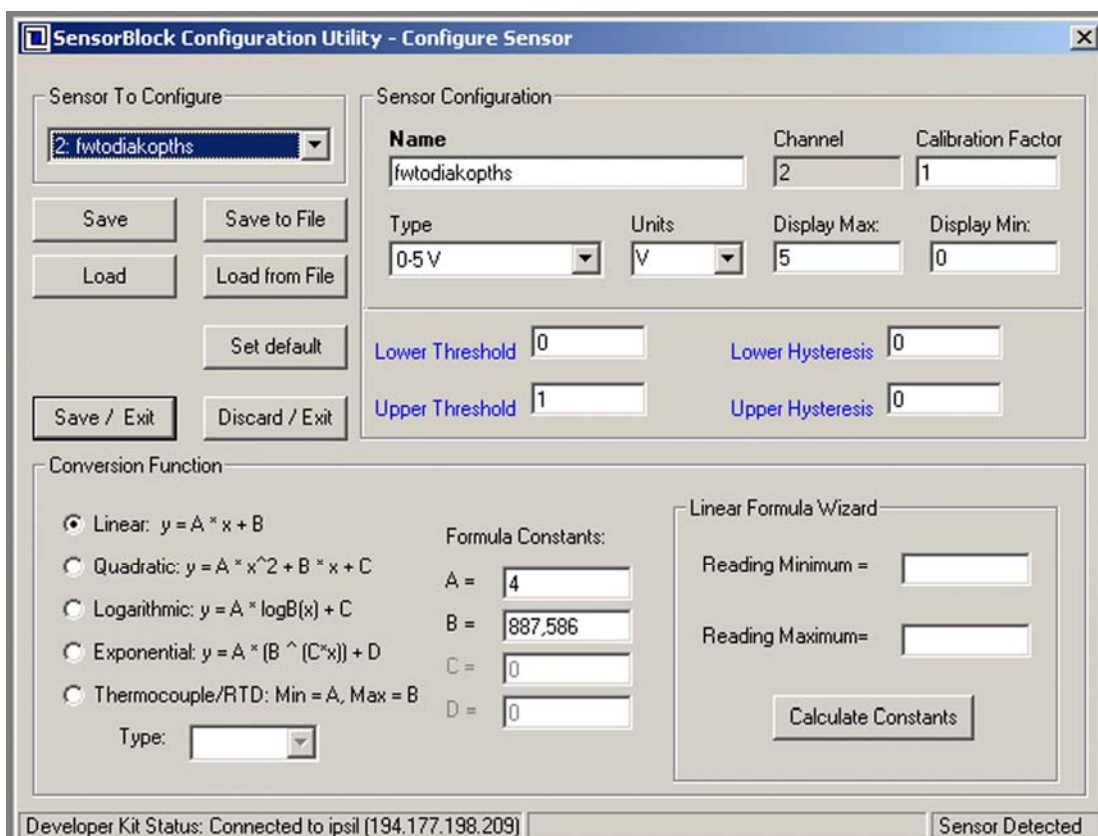 SensorBlock Configuration Utility - Configure Sensor
Sensor To Configure
2: fwtodiakopths
Save
Save to File
Load
Load from File
Set default
Save / Exit
Discard / Exit
Sensor Configuration
Name
Channel
Calibration Factor
fwtodiakopths
2
1
Type
Units
Display Max:
Display Min:
0-5 V
V
5
0
Lower Threshold 0
Lower Hysteresis 0
Upper Threshold 1
Upper Hysteresis 0
Conversion Function
Linear: y = A * x + B
Quadratic: y = A * x^2 + B * x + C
Logarithmic: y = A * logB(x) + C
Exponential: y = A * (B ^ (C*x)) + D
Thermocouple/RTD: Min = A, Max = B
Type:
Formula Constants:
A = 4
B = 887,586
C = 0
D = 0
Linear Formula Wizard
Reading Minimum =
Reading Maximum=
Calculate Constants
Developer Kit Status: Connected to ipsil (194.177.198.209)
Sensor Detected